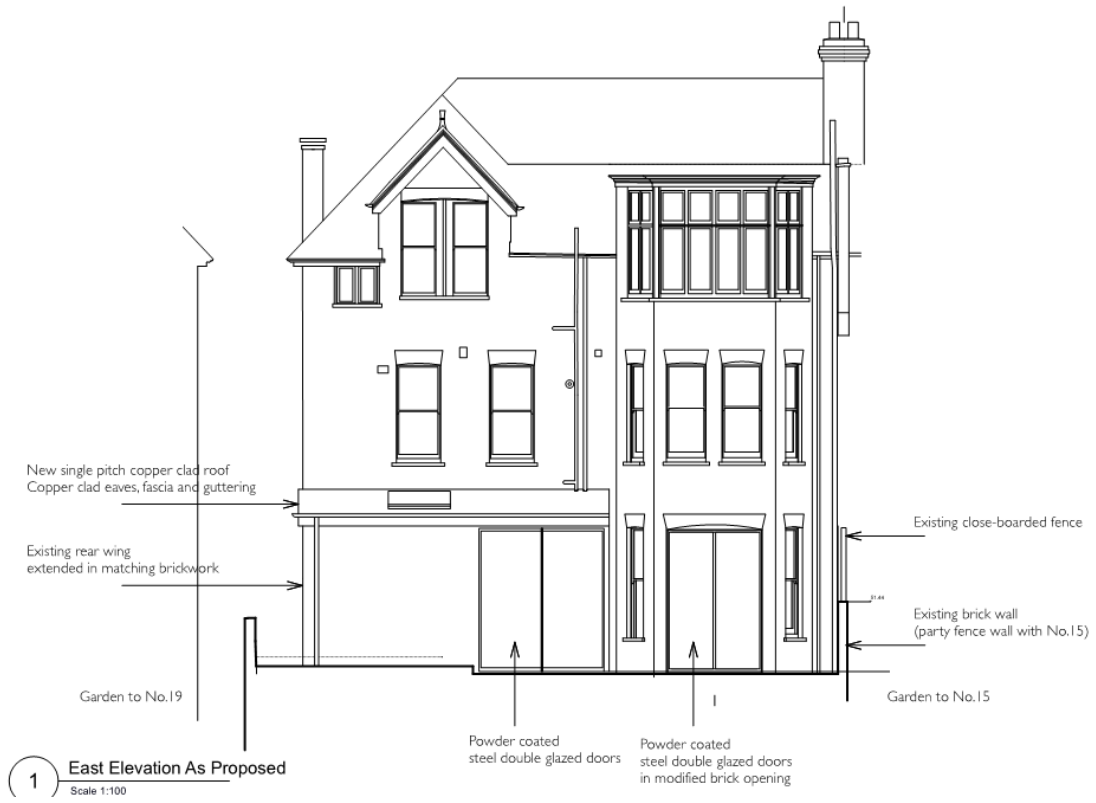 New single pitch copper clad roof
Copper clad eaves, fascia and guttering
Existing rear wing
extended in matching brickwork
Existing close-boarded fence
Existing brick wall
(party fence wall with No.15)
Garden to No.19
Garden to No.15
Powder coated
steel double glazed doors
Powder coated
steel double glazed doors
in modified brick opening
1
East Elevation As Proposed
Scale 1:100